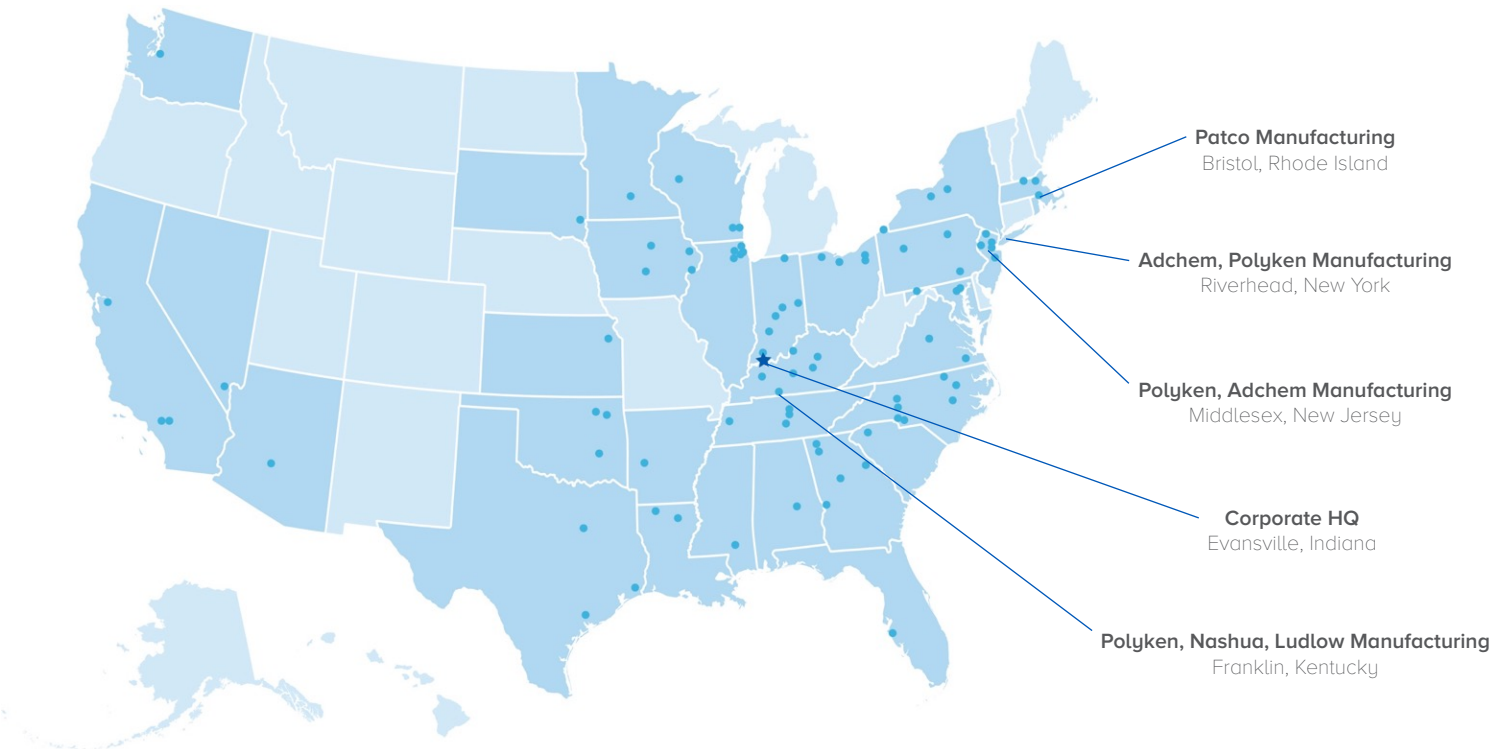 Patco Manufacturing
Bristol, Rhode Island
Adchem, Polyken Manufacturing
Riverhead, New York
Polyken, Adchem Manufacturing
Middlesex, New Jersey
Corporate HQ
Evansville, Indiana
Polyken, Nashua, Ludlow Manufacturing
Franklin, Kentucky